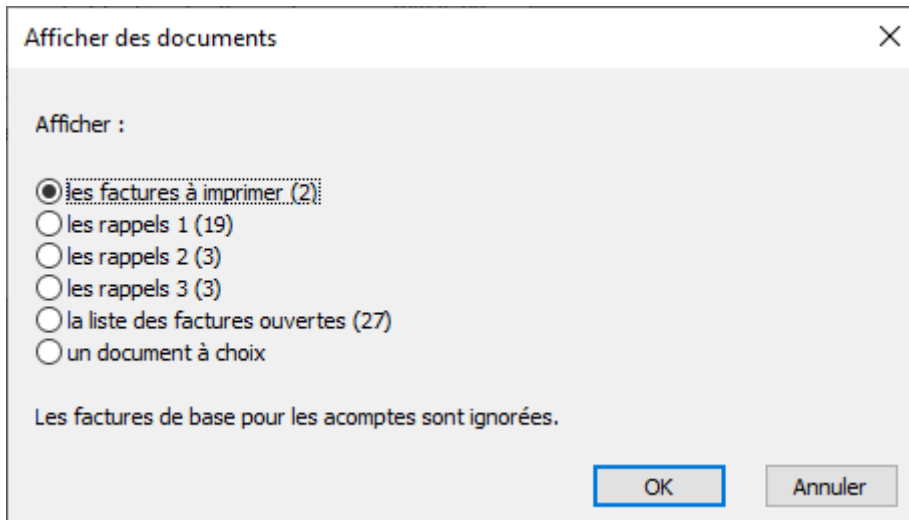 Afficher des documents
Afficher :
les factures à imprimer (2)
les rappels 1 (19)
les rappels 2 (3)
les rappels 3 (3)
la liste des factures ouvertes (27)
un document à choix
Les factures de base pour les acomptes sont ignorées.
OK Annuler